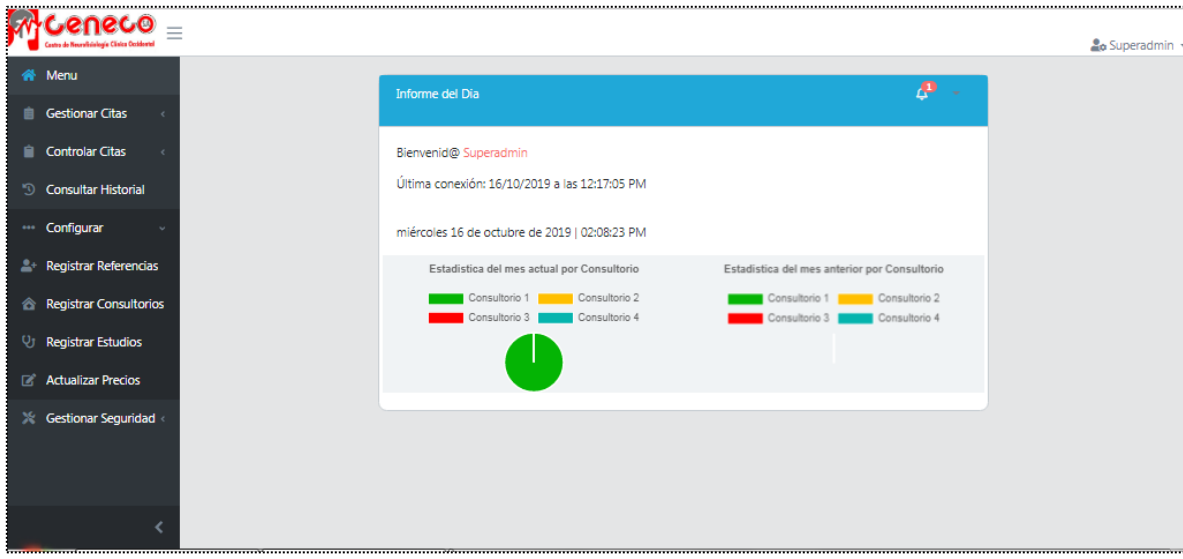 Ceneco
Centro de Neurofisiología Clínica Occidental
Superadmin
Menu
Gestionar Citas
Controlar Citas
Consultar Historial
Configurar
Registrar Referencias
Registrar Consultorios
Registrar Estudios
Actualizar Precios
Gestionar Seguridad
Informe del Dia
1
Bienvenid@ Superadmin
Última conexión: 16/10/2019 a las 12:17:05 PM
miércoles 16 de octubre de 2019 | 02:08:23 PM
Estadistica del mes actual por Consultorio
Consultorio 1 Consultorio 2
Consultorio 3 Consultorio 4
Estadistica del mes anterior por Consultorio
Consultorio 1 Consultorio 2
Consultorio 3 Consultorio 4